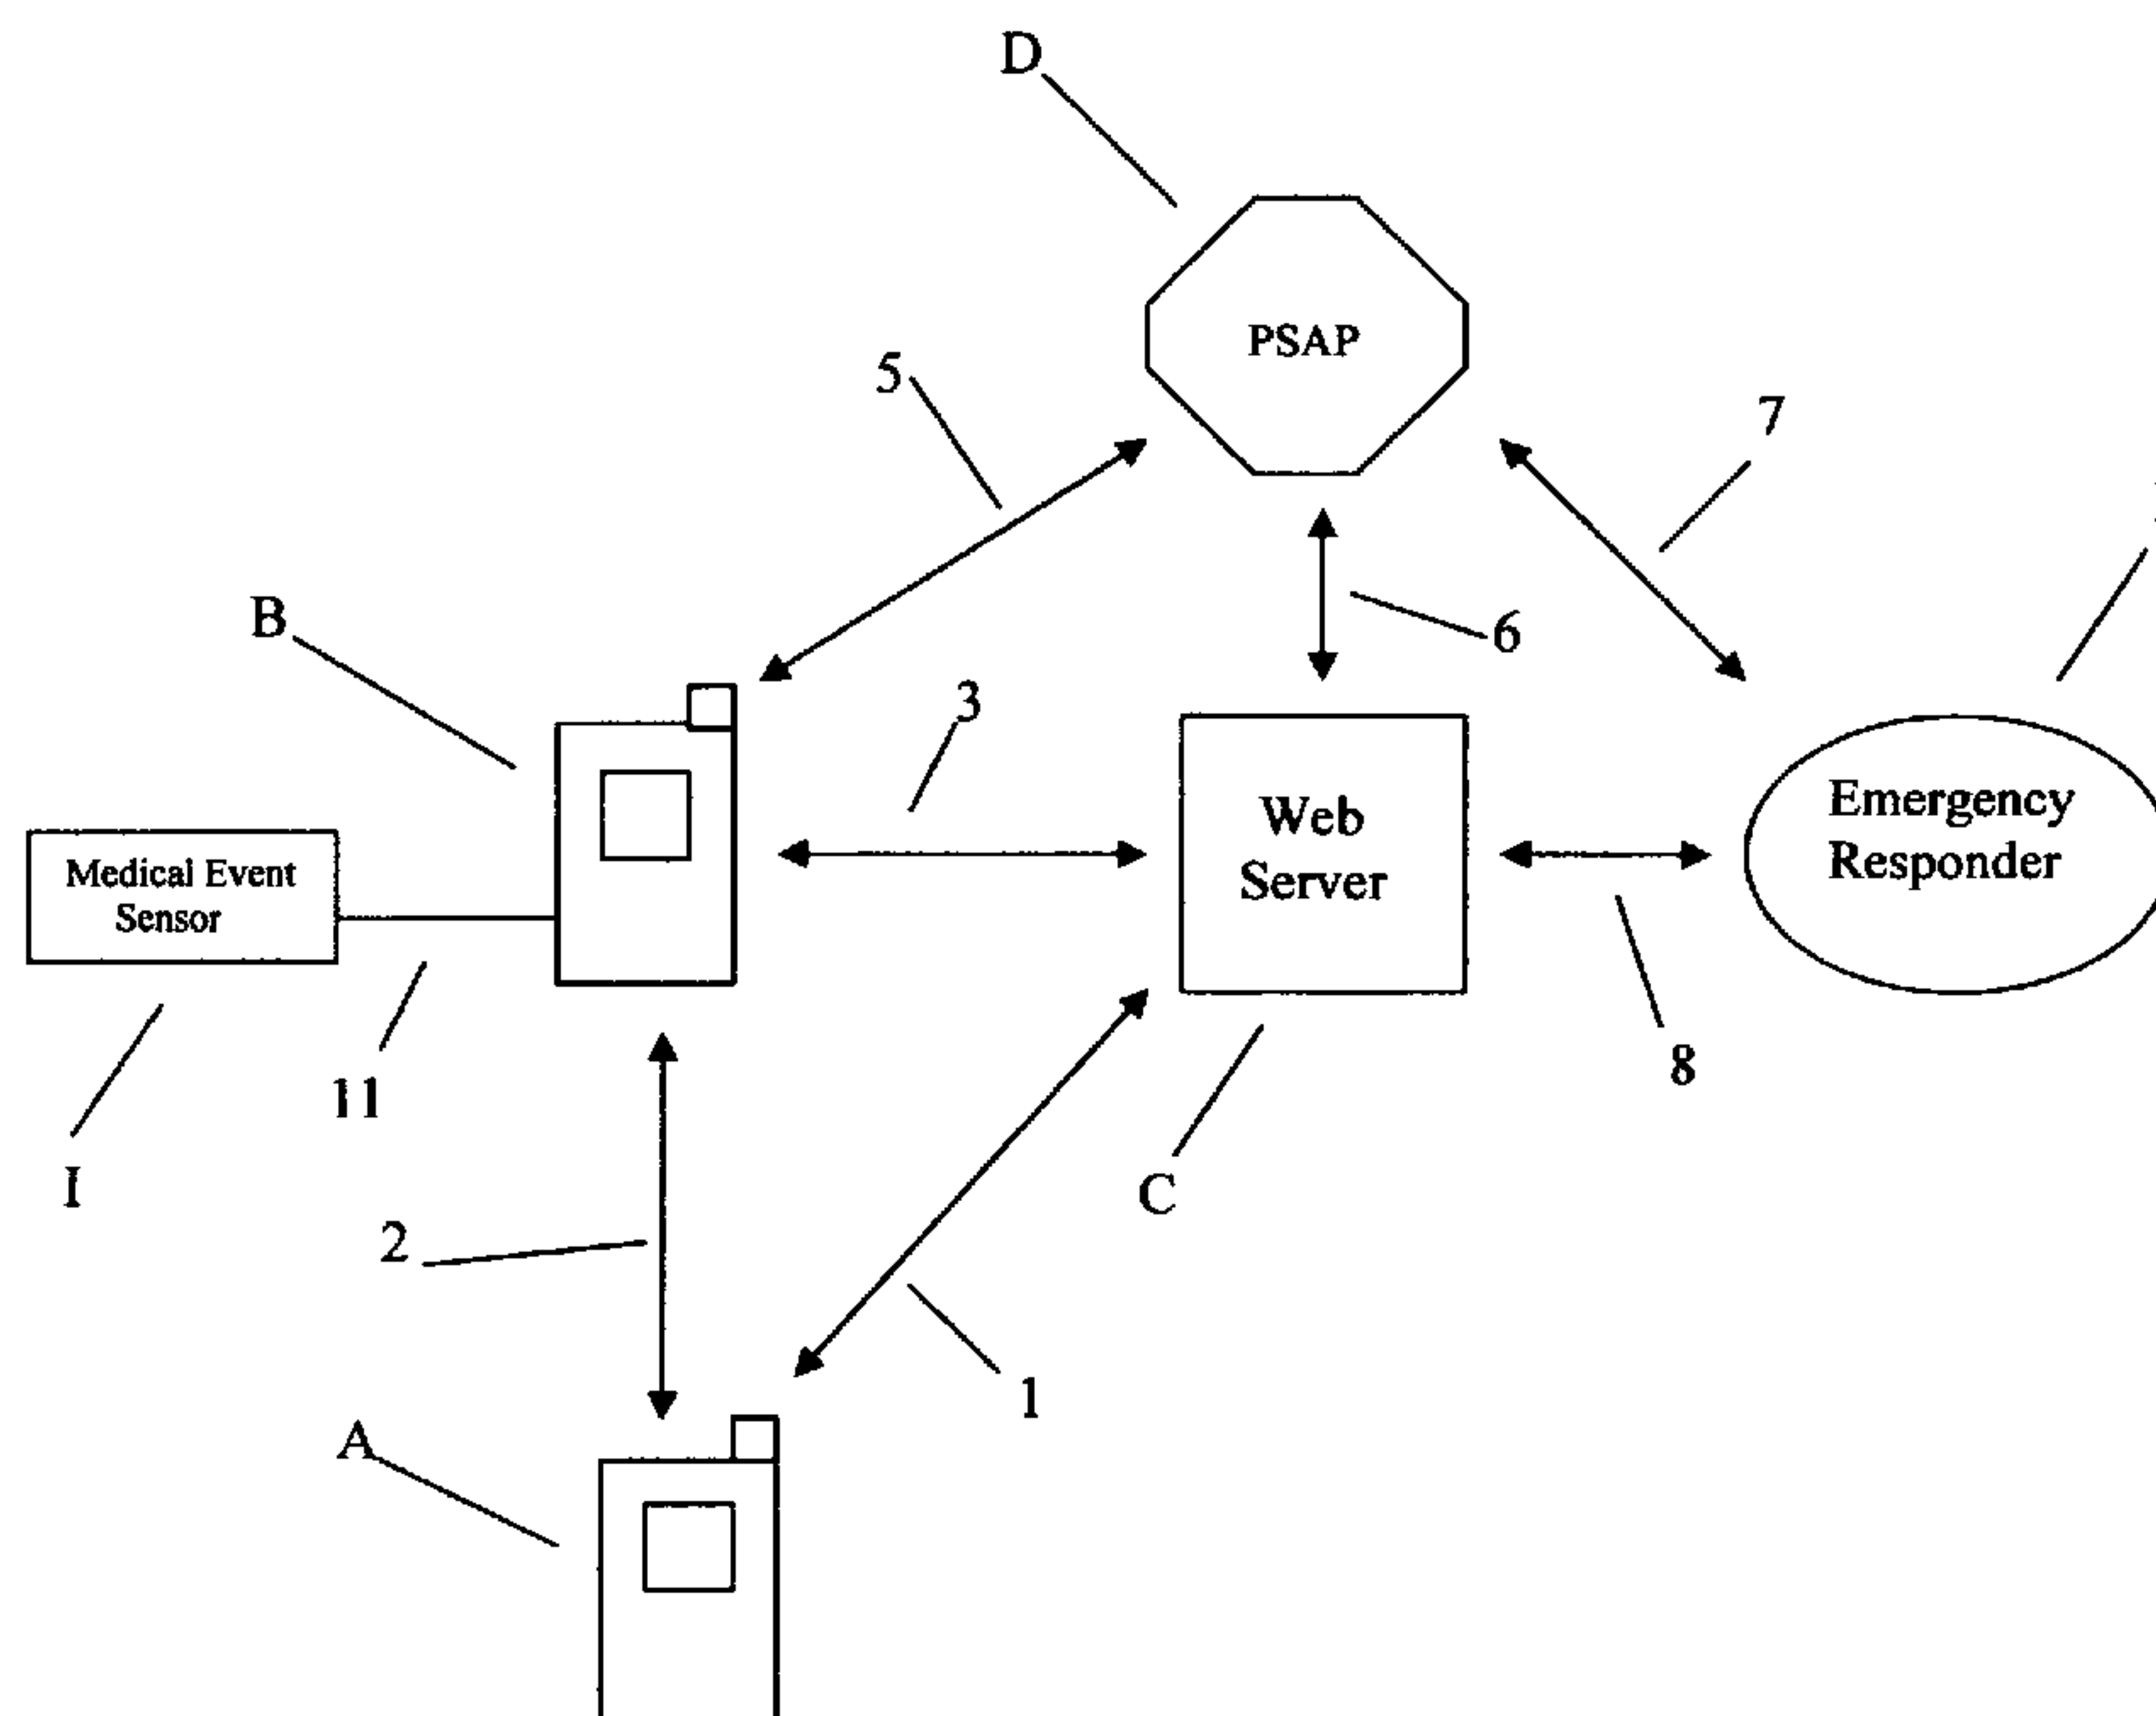 D
PSAP
5
7
B
6
3
Web
Server
Emergency
Responder
Medical Event
Sensor
8
11
I
C
2
1
A